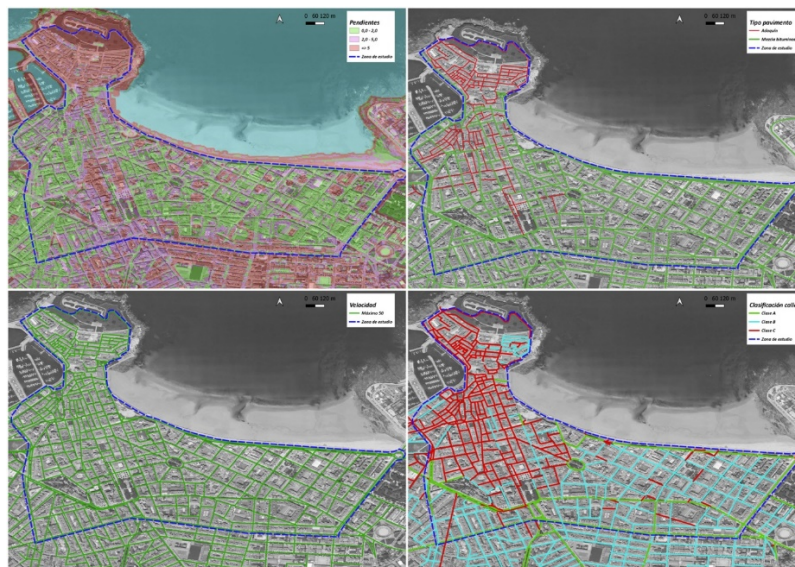 0 60 120 m
Pendientes
0,0 - 2,0
2,0 - 5,0
>= 5
Zona de estudio
0 60 120 m
Tipo pavimento
Adoquín
Mezcla bituminosa
Zona de estudio
0 60 120 m
Velocidad
Máximo 50
Zona de estudio
0 60 120 m
Clasificación calles
Clase A
Clase B
Clase C
Zona de estudio